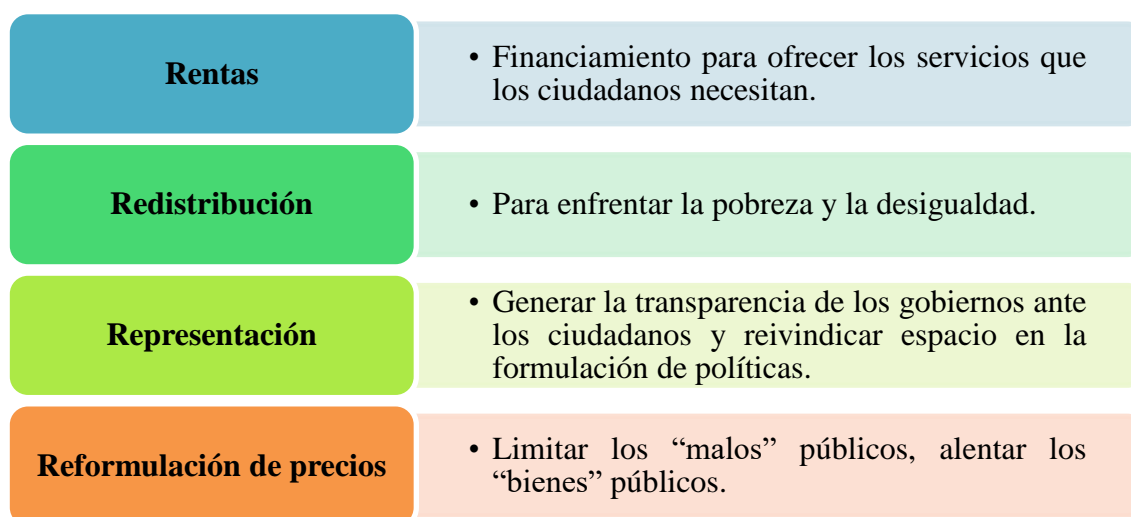 Rentas
• Financiamiento para ofrecer los servicios que
los ciudadanos necesitan.
Redistribución
• Para enfrentar la pobreza y la desigualdad.
Representación
• Generar la transparencia de los gobiernos ante
los ciudadanos y reivindicar espacio en la
formulación de políticas.
Reformulación de precios
• Limitar los “malos” públicos, alentar los
“bienes” públicos.